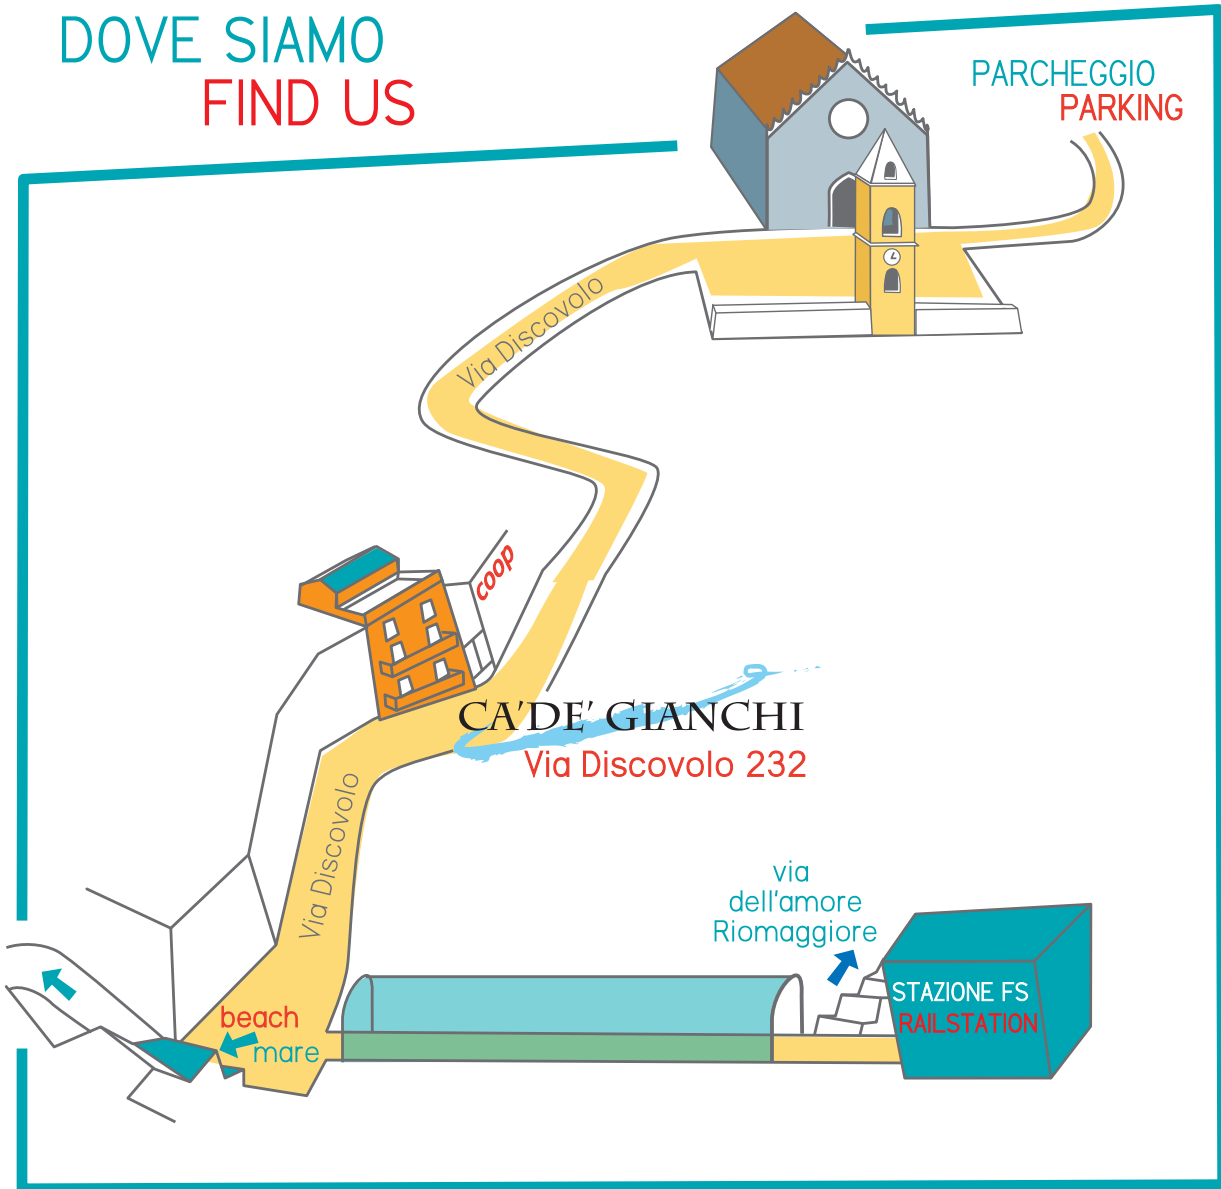 DOVE SIAMO
FIND US
PARCHEGGIO
PARKING
Via Discovolo
coop
CA'DE' GIANCHI
Via Discovolo 232
Via Discovolo
via
dell'amore
Riomaggiore
STAZIONE FS
RAILSTATION
beach
mare